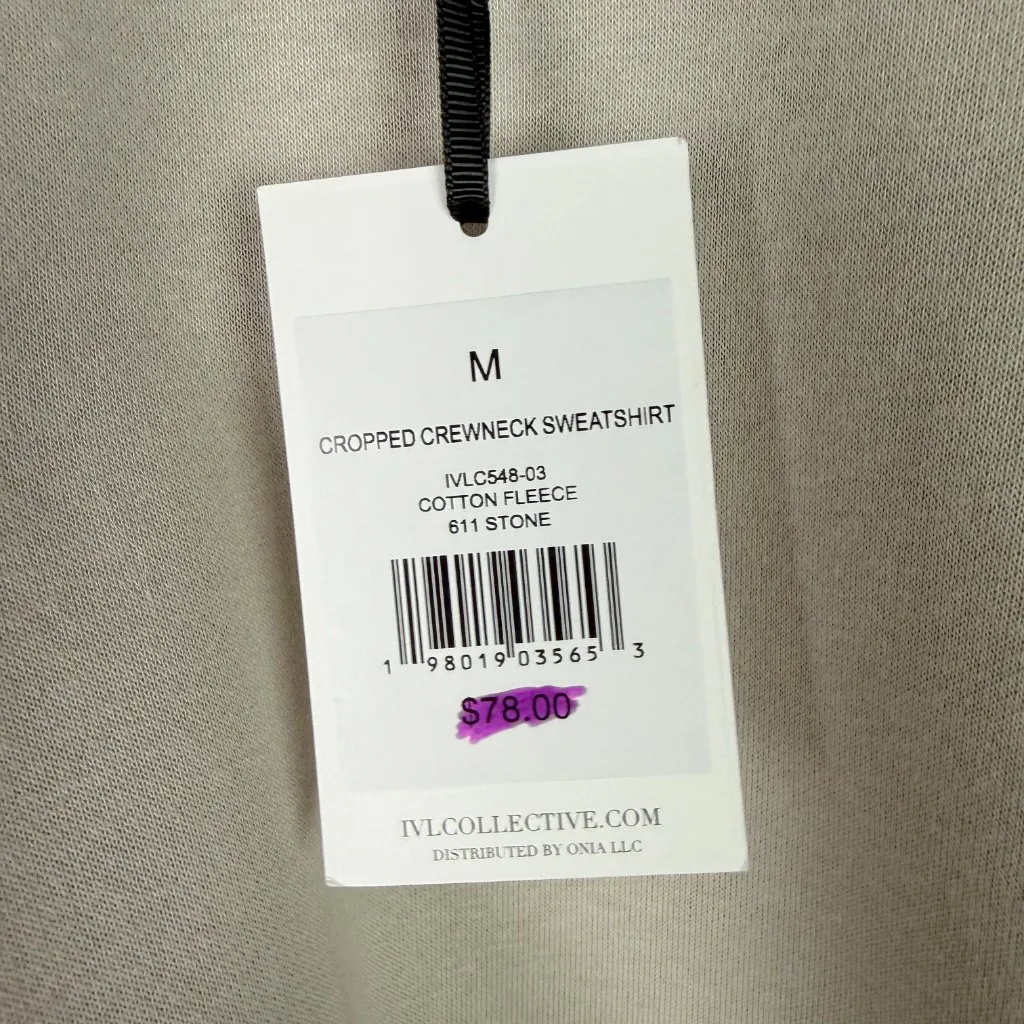 M
CROPPED CREWNECK SWEATSHIRT
IVLC548-03
COTTON FLEECE
611 STONE
1 98019 03565 3
$78.00
IVLCOLLECTIVE.COM
DISTRIBUTED BY ONIA LLC